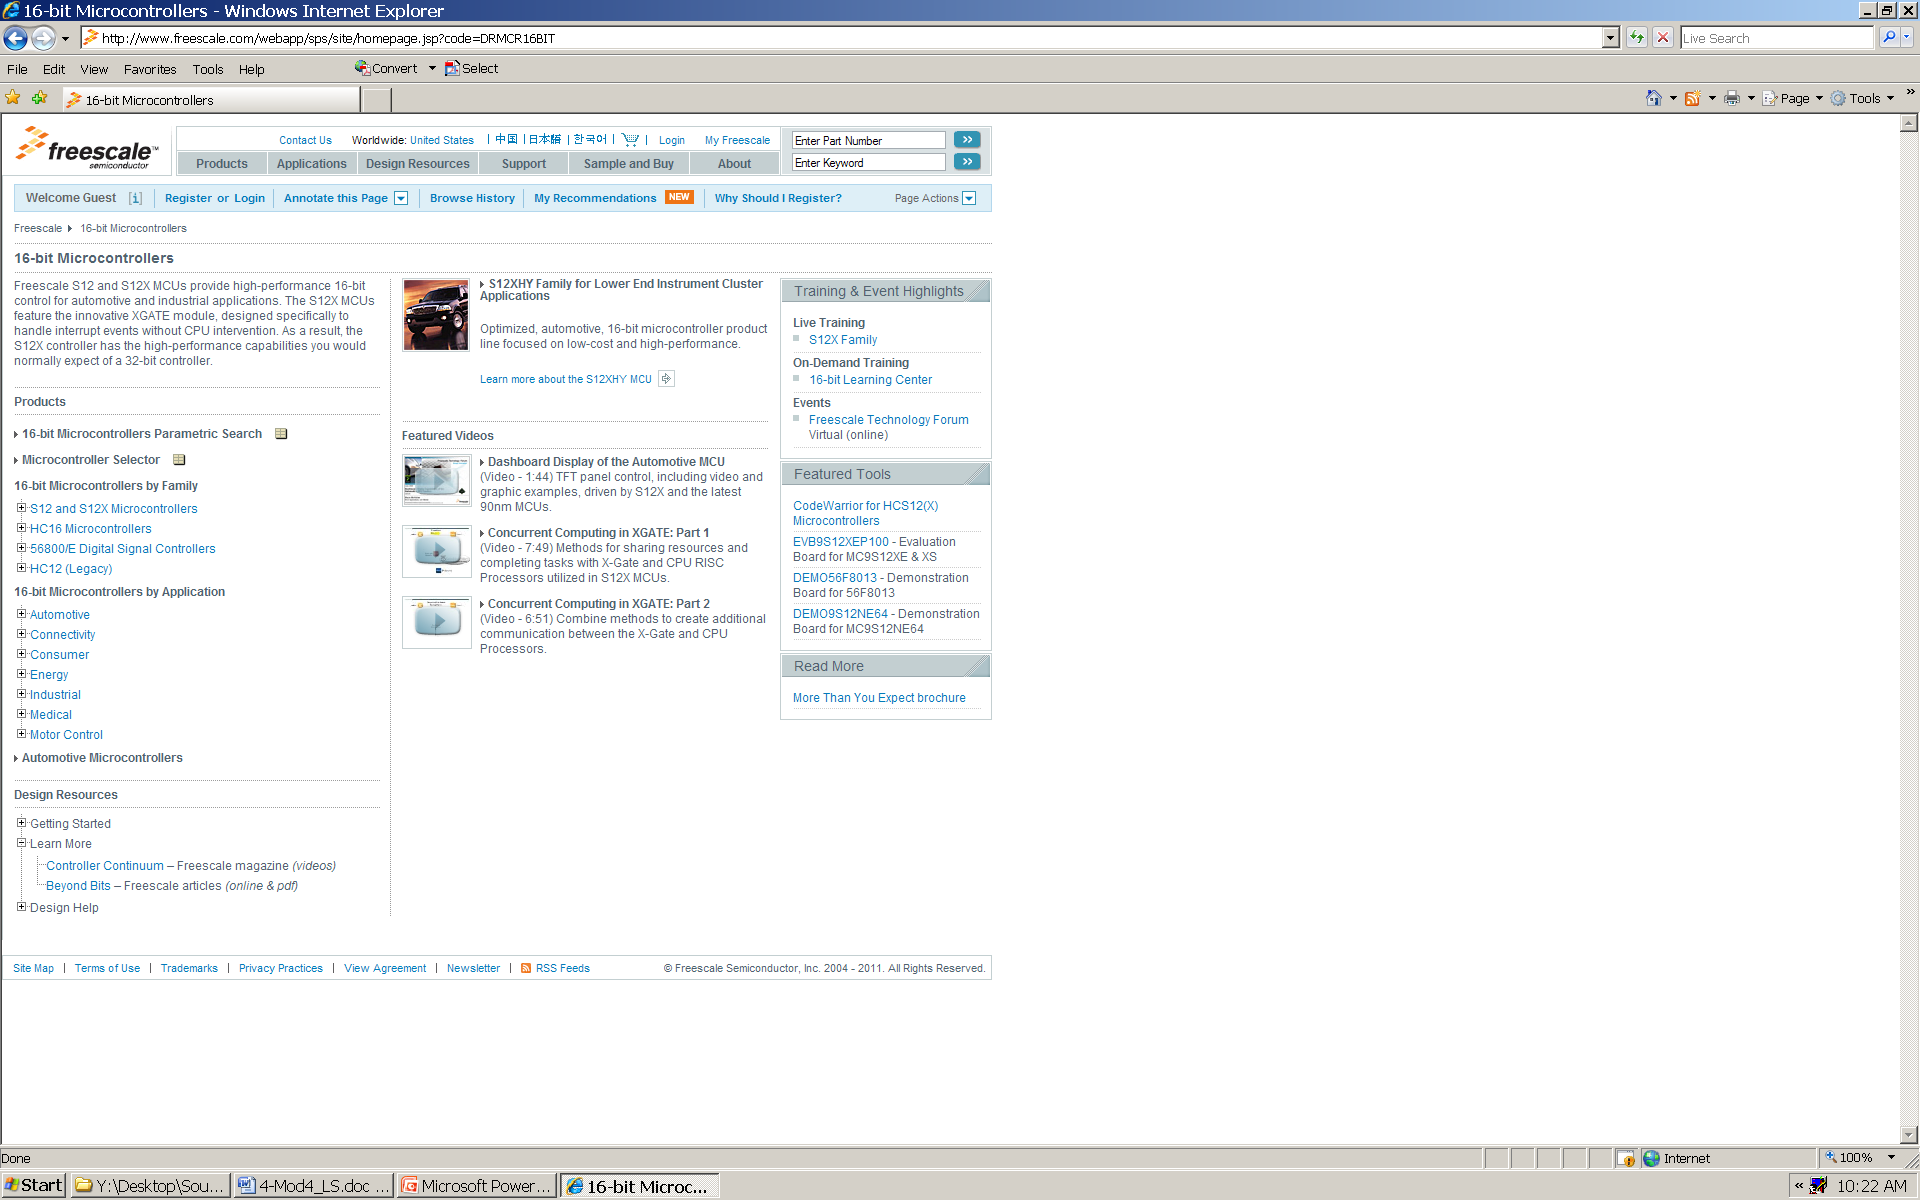 16-bit Microcontrollers - Windows Internet Explorer
http://www.freescale.com/webapp/sps/site/homepage.jsp?code=DRMCR16BIT
Live Search
File Edit View Favorites Tools Help Convert Select
16-bit Microcontrollers
Page Tools »
freescale™
semiconductor
Contact Us Worldwide: United States | 中国 | 日本語 | 한국어 | | Login My Freescale
Enter Part Number
Products Applications Design Resources Support Sample and Buy About
Enter Keyword
Welcome Guest [i] Register or Login Annotate this Page Browse History My Recommendations NEW Why Should I Register? Page Actions
Freescale 16-bit Microcontrollers
16-bit Microcontrollers
Freescale S12 and S12X MCUs provide high-performance 16-bit
control for automotive and industrial applications. The S12X MCUs
feature the innovative XGATE module, designed specifically to
handle interrupt events without CPU intervention. As a result, the
S12X controller has the high-performance capabilities you would
normally expect of a 32-bit controller.
Products
16-bit Microcontrollers Parametric Search
Microcontroller Selector
16-bit Microcontrollers by Family
S12 and S12X Microcontrollers
HC16 Microcontrollers
56800/E Digital Signal Controllers
HC12 (Legacy)
16-bit Microcontrollers by Application
Automotive
Connectivity
Consumer
Energy
Industrial
Medical
Motor Control
Automotive Microcontrollers
Design Resources
Getting Started
Learn More
Controller Continuum – Freescale magazine (videos)
Beyond Bits – Freescale articles (online & pdf)
Design Help
S12XHY Family for Lower End Instrument Cluster
Applications
Optimized, automotive, 16-bit microcontroller product
line focused on low-cost and high-performance.
Learn more about the S12XHY MCU
Featured Videos
Dashboard Display of the Automotive MCU
(Video - 1:44) TFT panel control, including video and
graphic examples, driven by S12X and the latest
90nm MCUs.
Concurrent Computing in XGATE: Part 1
(Video - 7:49) Methods for sharing resources and
completing tasks with X-Gate and CPU RISC
Processors utilized in S12X MCUs.
Concurrent Computing in XGATE: Part 2
(Video - 6:51) Combine methods to create additional
communication between the X-Gate and CPU
Processors.
Training & Event Highlights
Live Training
S12X Family
On-Demand Training
16-bit Learning Center
Events
Freescale Technology Forum
Virtual (online)
Featured Tools
CodeWarrior for HCS12(X)
Microcontrollers
EVB9S12XEP100 - Evaluation
Board for MC9S12XE & XS
DEMO56F8013 - Demonstration
Board for 56F8013
DEMO9S12NE64 - Demonstration
Board for MC9S12NE64
Read More
More Than You Expect brochure
Site Map | Terms of Use | Trademarks | Privacy Practices | View Agreement | Newsletter | RSS Feeds © Freescale Semiconductor, Inc. 2004 - 2011. All Rights Reserved.
Done Internet 100%
Start Y:\Desktop\Sou... 4-Mod4_LS.doc ... Microsoft Power... 16-bit Microc... « 10:22 AM